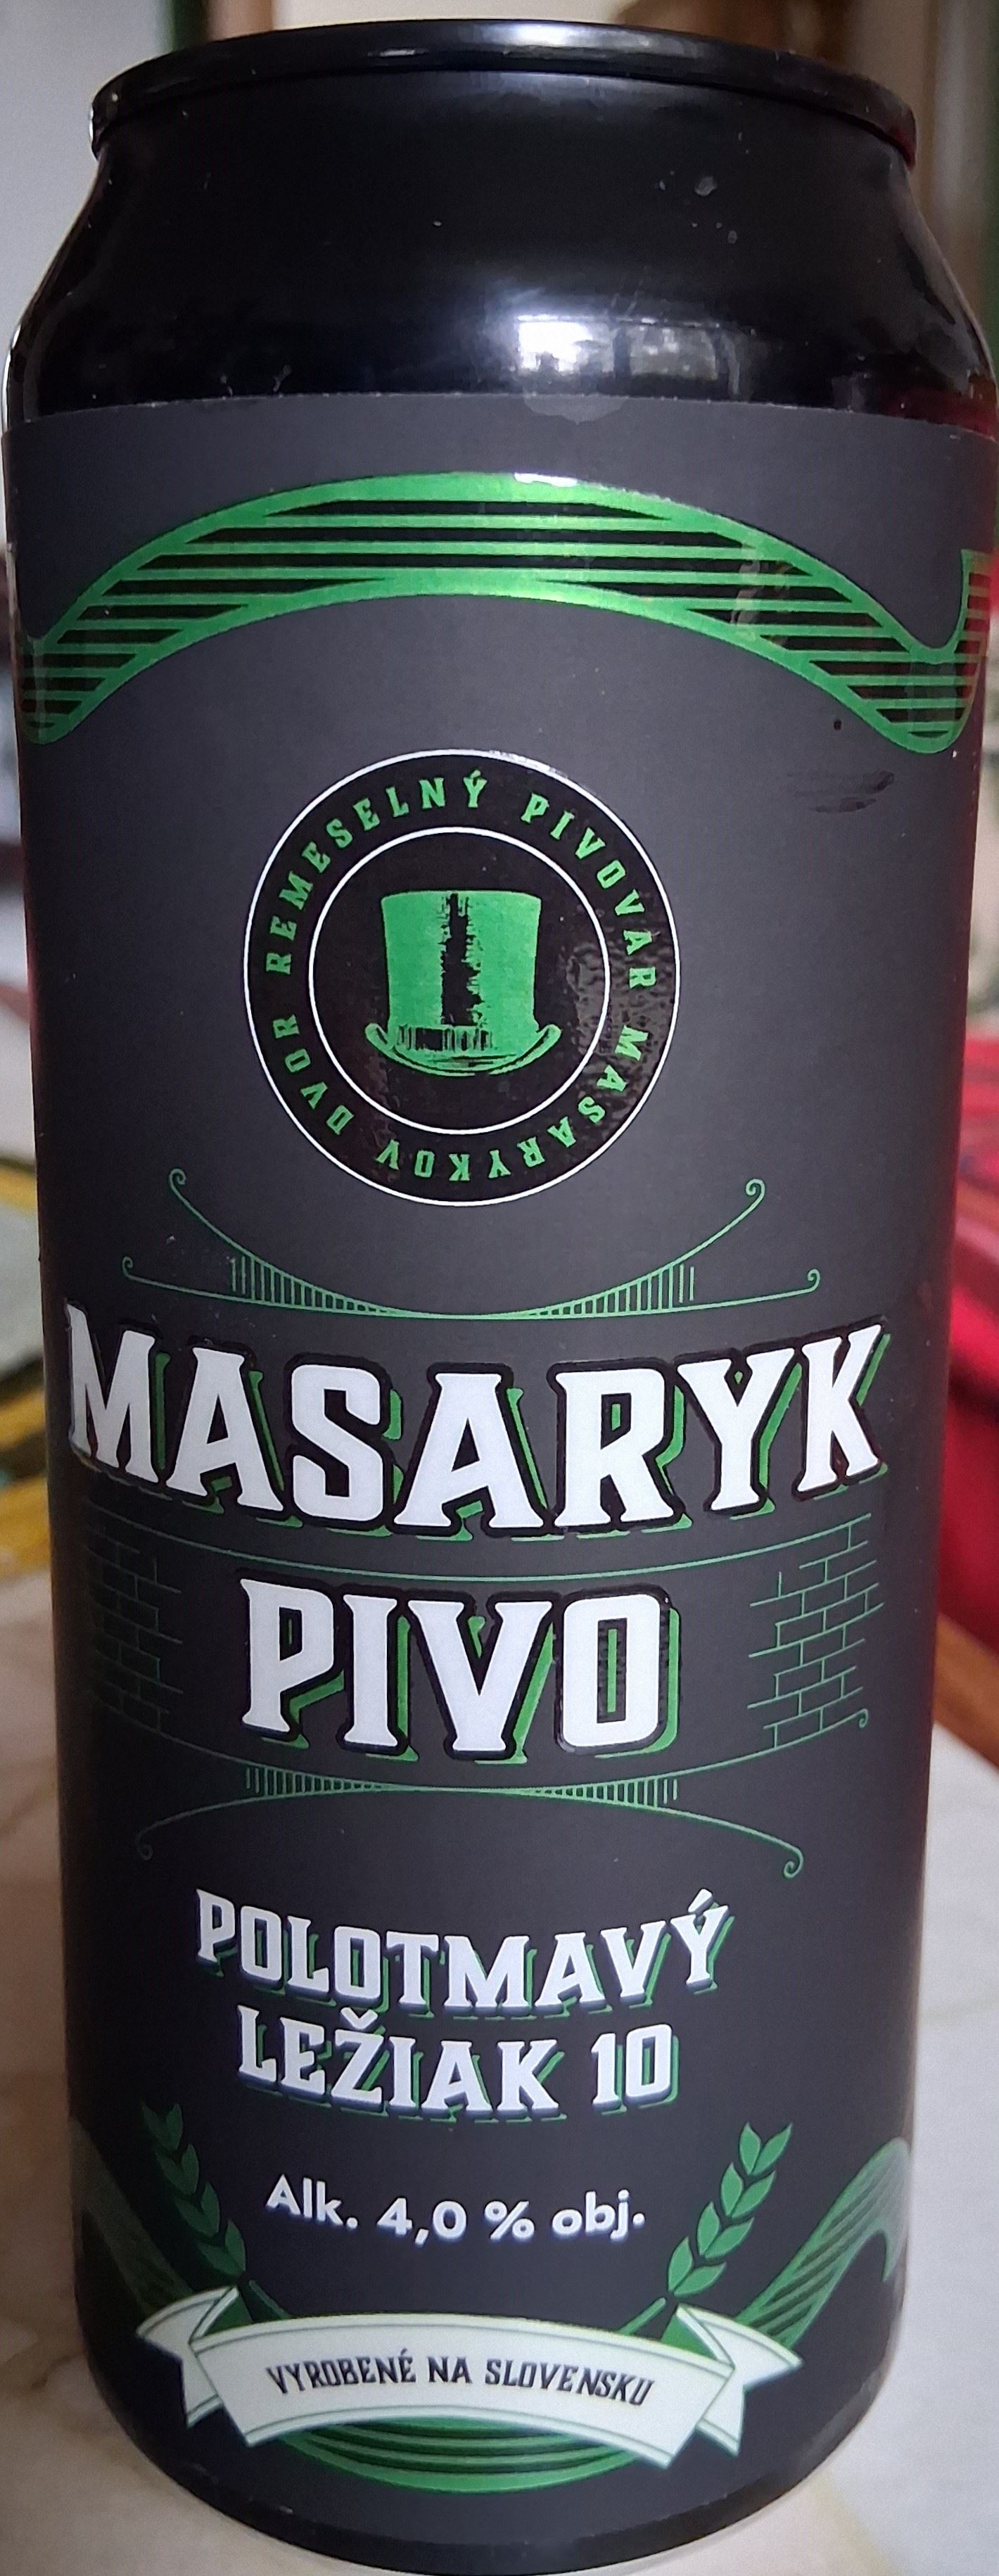 REMESELNÝ PIVOVAR MASARYKOV DVOR
MASARYK
PIVO
POLOTMAVÝ
LEŽIAK 10
Alk. 4,0 % obj.
VYROBENÉ NA SLOVENSKU